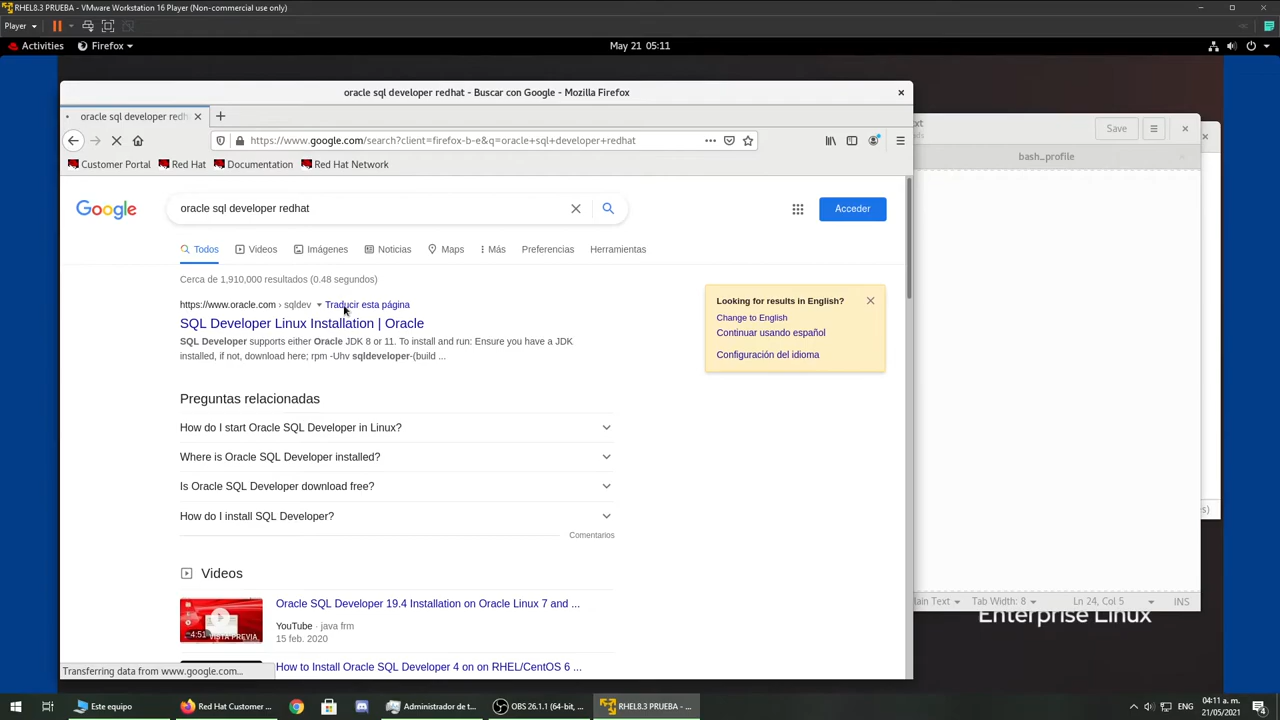 RHEL8.3 PRUEBA - VMware Workstation 16 Player (Non-commercial use only)
Player
Activities
Firefox
May 21 05:11
oracle sql developer redhat - Buscar con Google - Mozilla Firefox
oracle sql developer redh
https://www.google.com/search?client=firefox-b-e&q=oracle+sql+developer+redhat
Customer Portal
Red Hat
Documentation
Red Hat Network
Save
bash_profile
Google
oracle sql developer redhat
Acceder
Todos
Videos
Imágenes
Noticias
Maps
Más
Preferencias
Herramientas
Cerca de 1,910,000 resultados (0.48 segundos)
https://www.oracle.com › sqldev
Traducir esta página
SQL Developer Linux Installation | Oracle
SQL Developer supports either Oracle JDK 8 or 11. To install and run: Ensure you have a JDK
installed, if not, download here; rpm -Uhv sqldeveloper-(build ...
Looking for results in English?
Change to English
Continuar usando español
Configuración del idioma
Preguntas relacionadas
How do I start Oracle SQL Developer in Linux?
Where is Oracle SQL Developer installed?
Is Oracle SQL Developer download free?
How do I install SQL Developer?
Comentarios
Videos
Oracle SQL Developer 19.4 Installation on Oracle Linux 7 and ...
YouTube · java frm
15 feb. 2020
4:51
VISTA PREVIA
How to Install Oracle SQL Developer 4 on on RHEL/CentOS 6 ...
Transferring data from www.google.com...
Tab Width: 8
Ln 24, Col 5
INS
Enterprise Linux
Este equipo
Red Hat Customer ...
Administrador de t...
OBS 26.1.1 (64-bit, ...
RHEL8.3 PRUEBA - ...
ENG
04:11 a. m.
21/05/2021
4